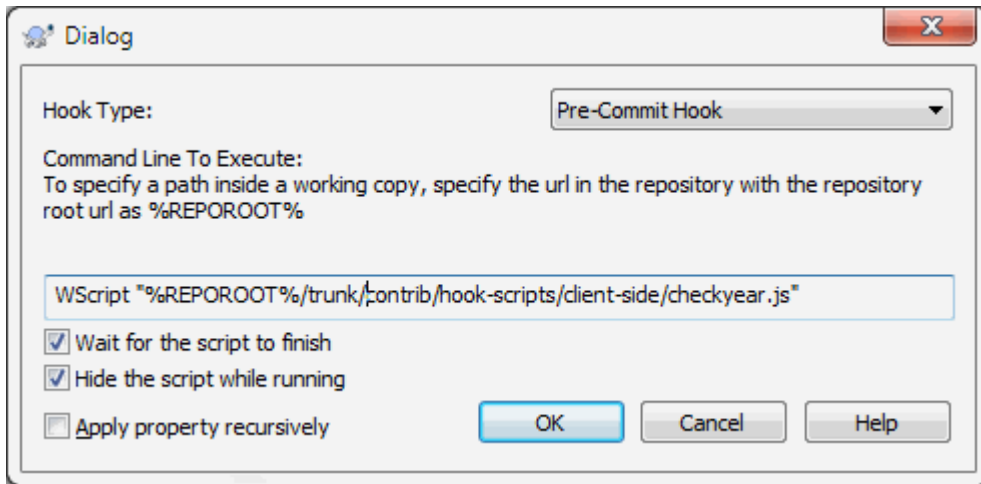 Dialog
Hook Type:
Pre-Commit Hook
Command Line To Execute:
To specify a path inside a working copy, specify the url in the repository with the repository
root url as %REPOROOT%
WScript "%REPOROOT%/trunk/contrib/hook-scripts/client-side/checkyear.js"
Wait for the script to finish
Hide the script while running
Apply property recursively
OK
Cancel
Help